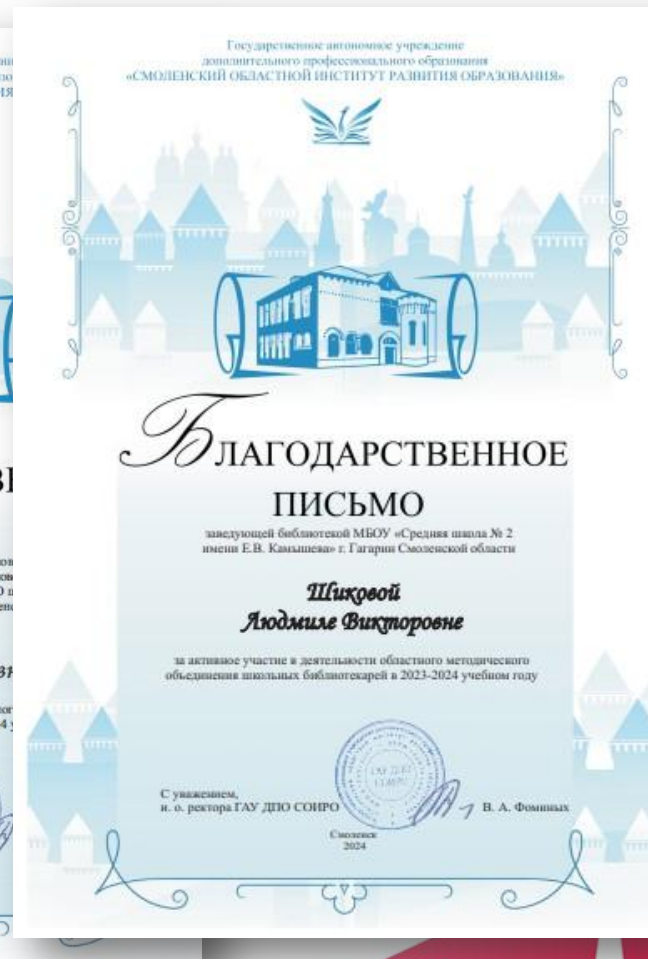 Государственное автономное учреждение
дополнительного профессионального образования
«СМОЛЕНСКИЙ ОБЛАСТНОЙ ИНСТИТУТ РАЗВИТИЯ ОБРАЗОВАНИЯ»
БЛАГОДАРСТВЕННОЕ
ПИСЬМО
заведующей библиотекой МБОУ «Средняя школа № 2
имени Е.В. Камышева» г. Гагарин Смоленской области
Шиковой
Людмиле Викторовне
за активное участие в деятельности областного методического
объединения школьных библиотекарей в 2023-2024 учебном году
С уважением,
и. о. ректора ГАУ ДПО СОИРО
В. А. Фоминых
Смоленск
2024